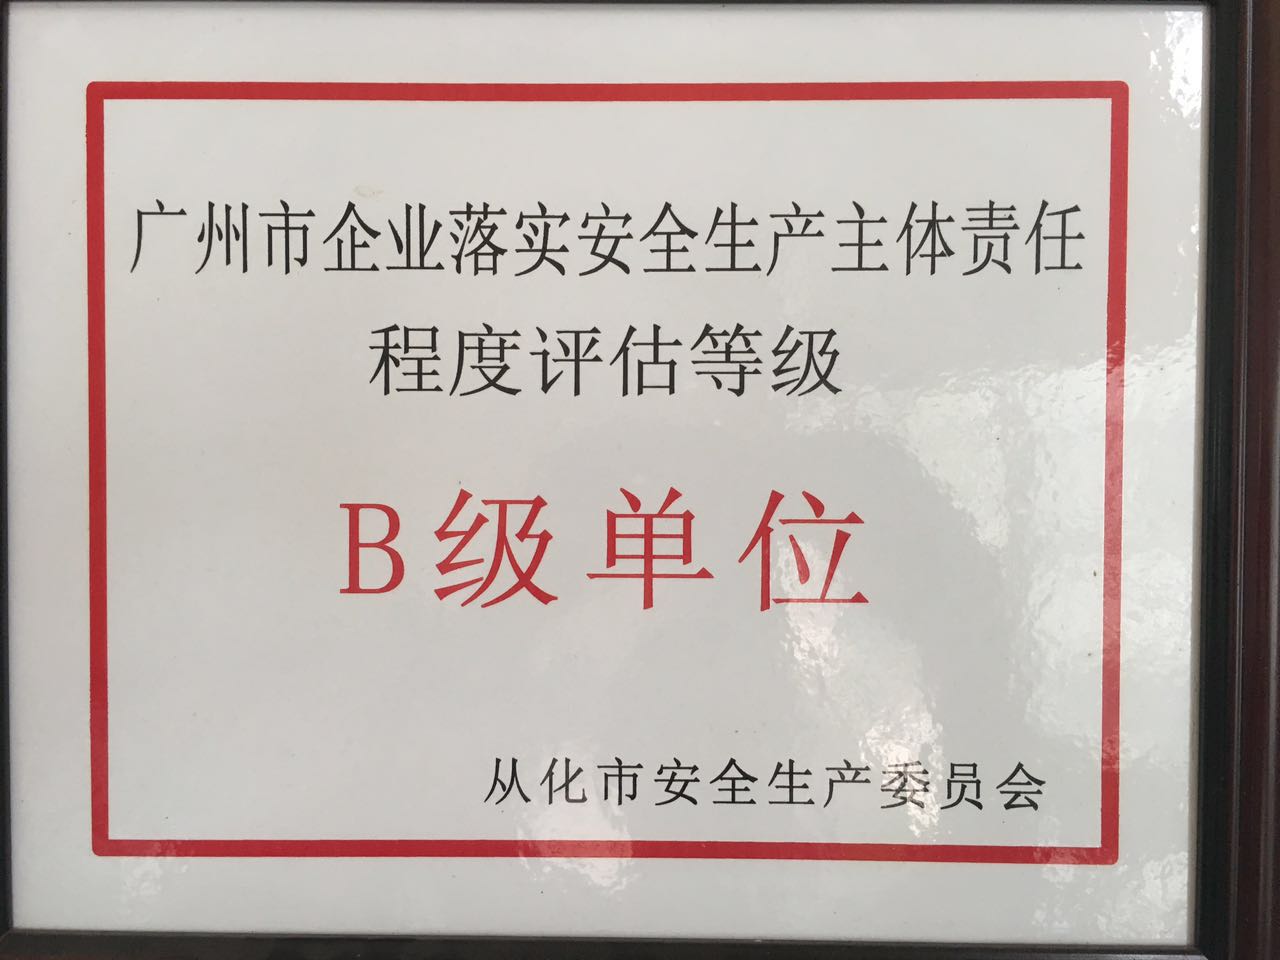 广州市企业落实安全生产主体责任
程度评估等级
B级单位
从化市安全生产委员会